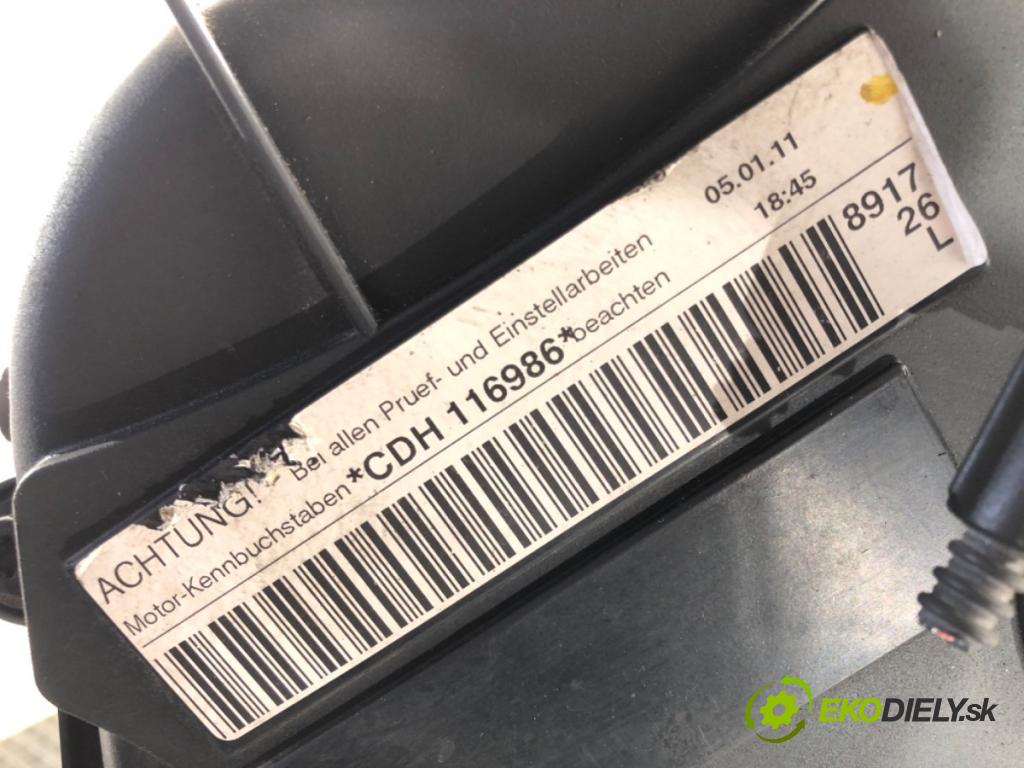 05.01.11
18:45
ACHTUNG! Bei allen Pruef- und Einstellarbeiten
Motor-Kennbuchstaben *CDH 116986* beachten
8917
26
L
EKODIELY.sk